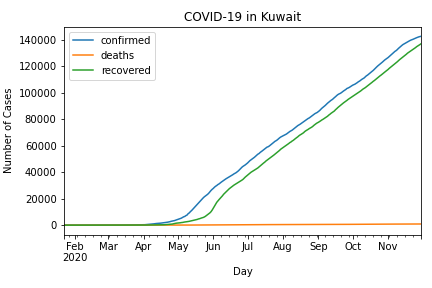 COVID-19 in Kuwait
confirmed
deaths
recovered
140000
120000
100000
80000
60000
40000
20000
0
Number of Cases
Feb Mar Apr May Jun Jul Aug Sep Oct Nov
2020
Day